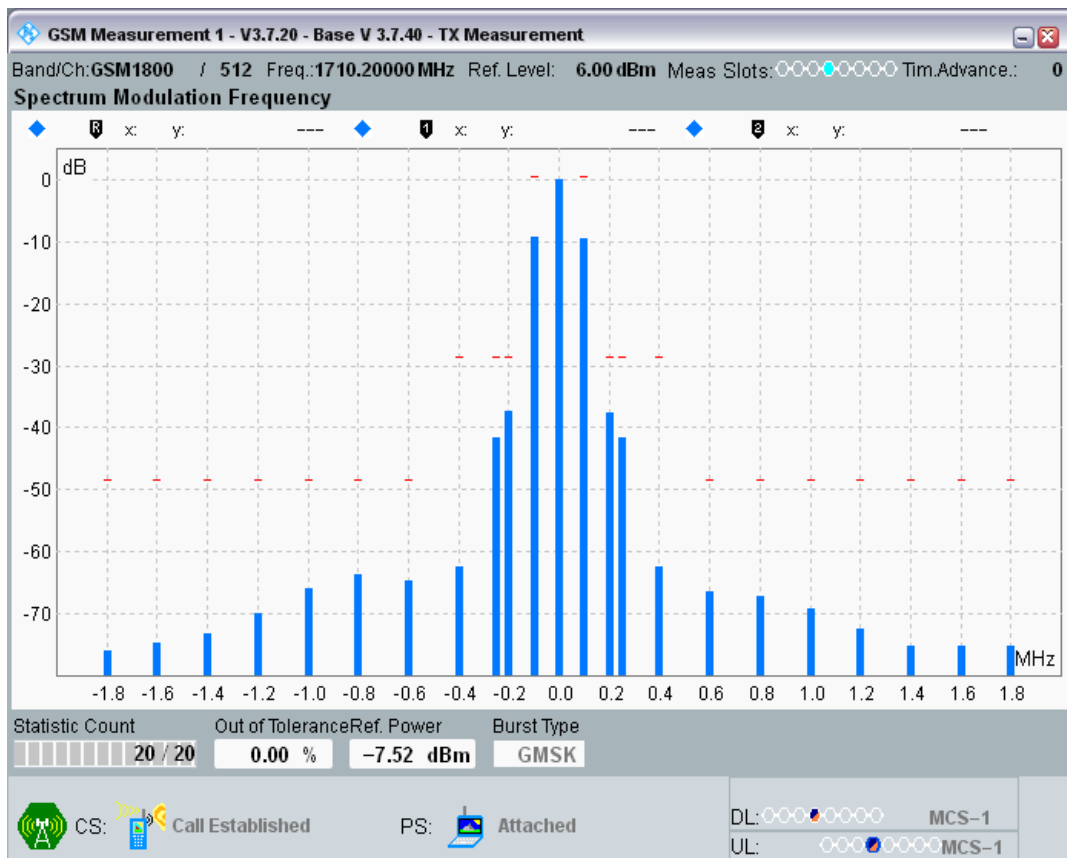 GSM Measurement 1 - V3.7.20 - Base V 3.7.40 - TX Measurement
Band/Ch:GSM1800 / 512 Freq.:1710.20000 MHz Ref. Level: 6.00 dBm Meas Slots: Tim.Advance.: 0
Spectrum Modulation Frequency
R x: y: --- 1 x: y: --- 2 x: y: ---
dB
0
-10
-20
-30
-40
-50
-60
-70
MHz
-1.8 -1.6 -1.4 -1.2 -1.0 -0.8 -0.6 -0.4 -0.2 0.0 0.2 0.4 0.6 0.8 1.0 1.2 1.4 1.6 1.8
Statistic Count Out of Tolerance Ref. Power Burst Type
20 / 20 0.00 % −7.52 dBm GMSK
CS: Call Established PS: Attached
DL: MCS−1
UL: MCS−1